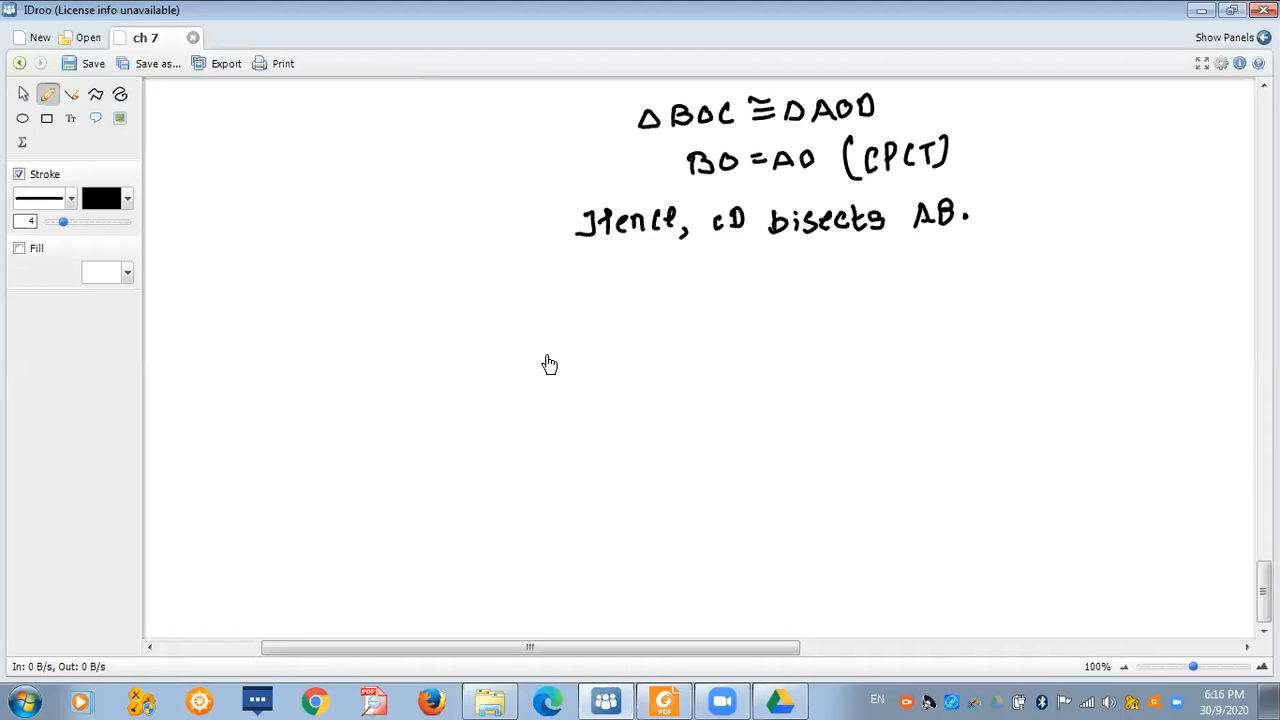 IDroo (License info unavailable)
New Open ch 7 Show Panels
Save Save as... Export Print
Δ BOC ≅ Δ AOD
BO = AO (CPCT)
Hence, CD bisects AB.
Stroke
4
Fill
In: 0 B/s, Out: 0 B/s 100%
EN 6:16 PM
30/9/2020